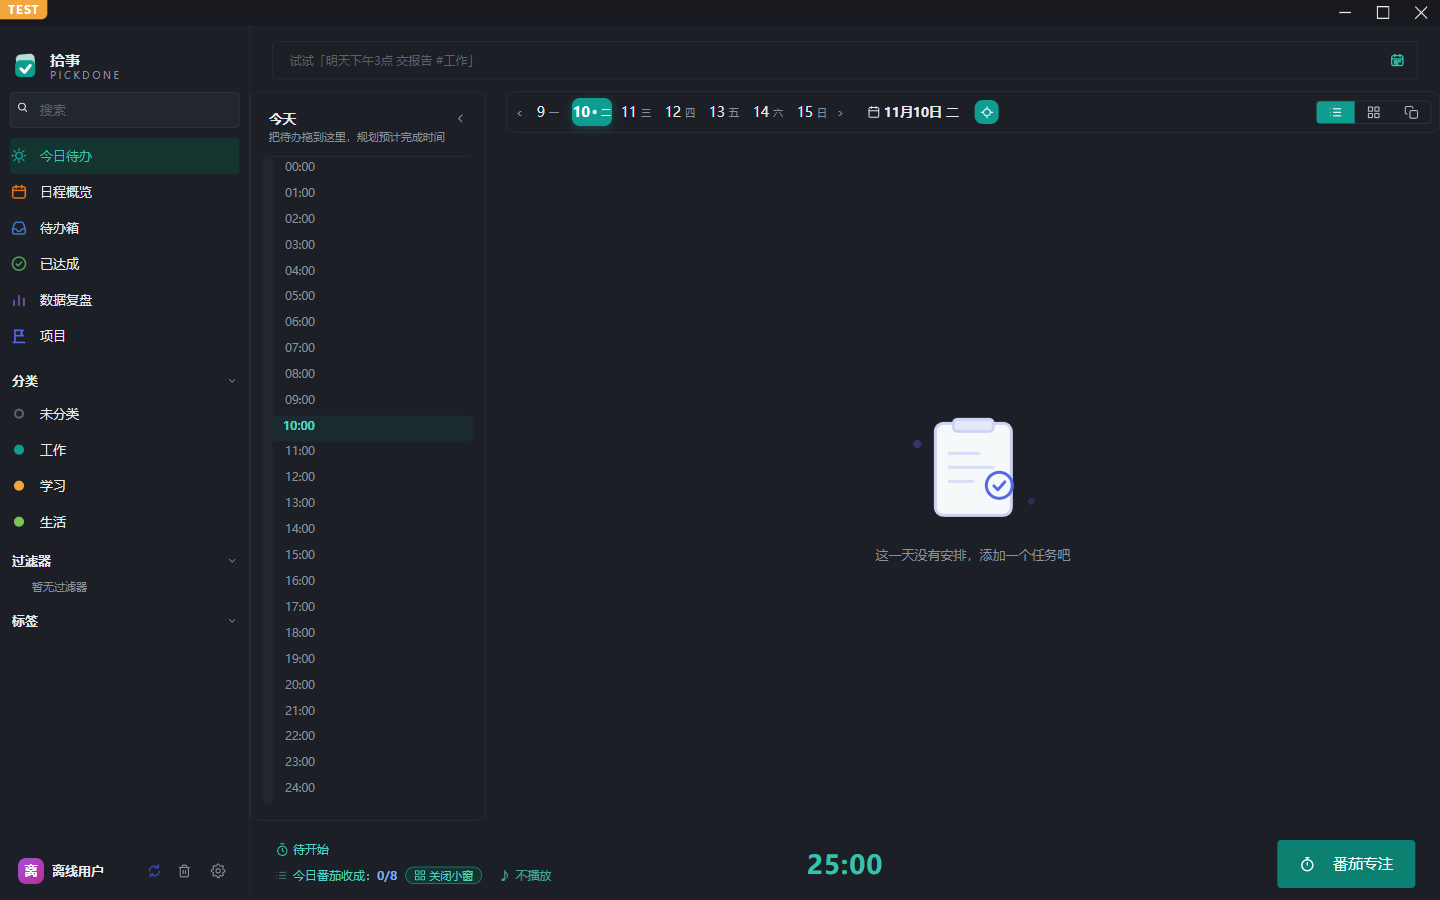 TEST
拾事
PICKDONE
搜索
今日待办
日程概览
待办箱
已达成
数据复盘
项目
分类
未分类
工作
学习
生活
过滤器
暂无过滤器
标签
离 离线用户
试试「明天下午3点 交报告 #工作」
今天
把待办拖到这里，规划预计完成时间
00:00
01:00
02:00
03:00
04:00
05:00
06:00
07:00
08:00
09:00
10:00
11:00
12:00
13:00
14:00
15:00
16:00
17:00
18:00
19:00
20:00
21:00
22:00
23:00
24:00
‹ 9 一 10 • 二 11 三 12 四 13 五 14 六 15 日 › 11月10日 二
这一天没有安排，添加一个任务吧
待开始
今日番茄收成：0/8 关闭小窗 不播放
25:00
番茄专注